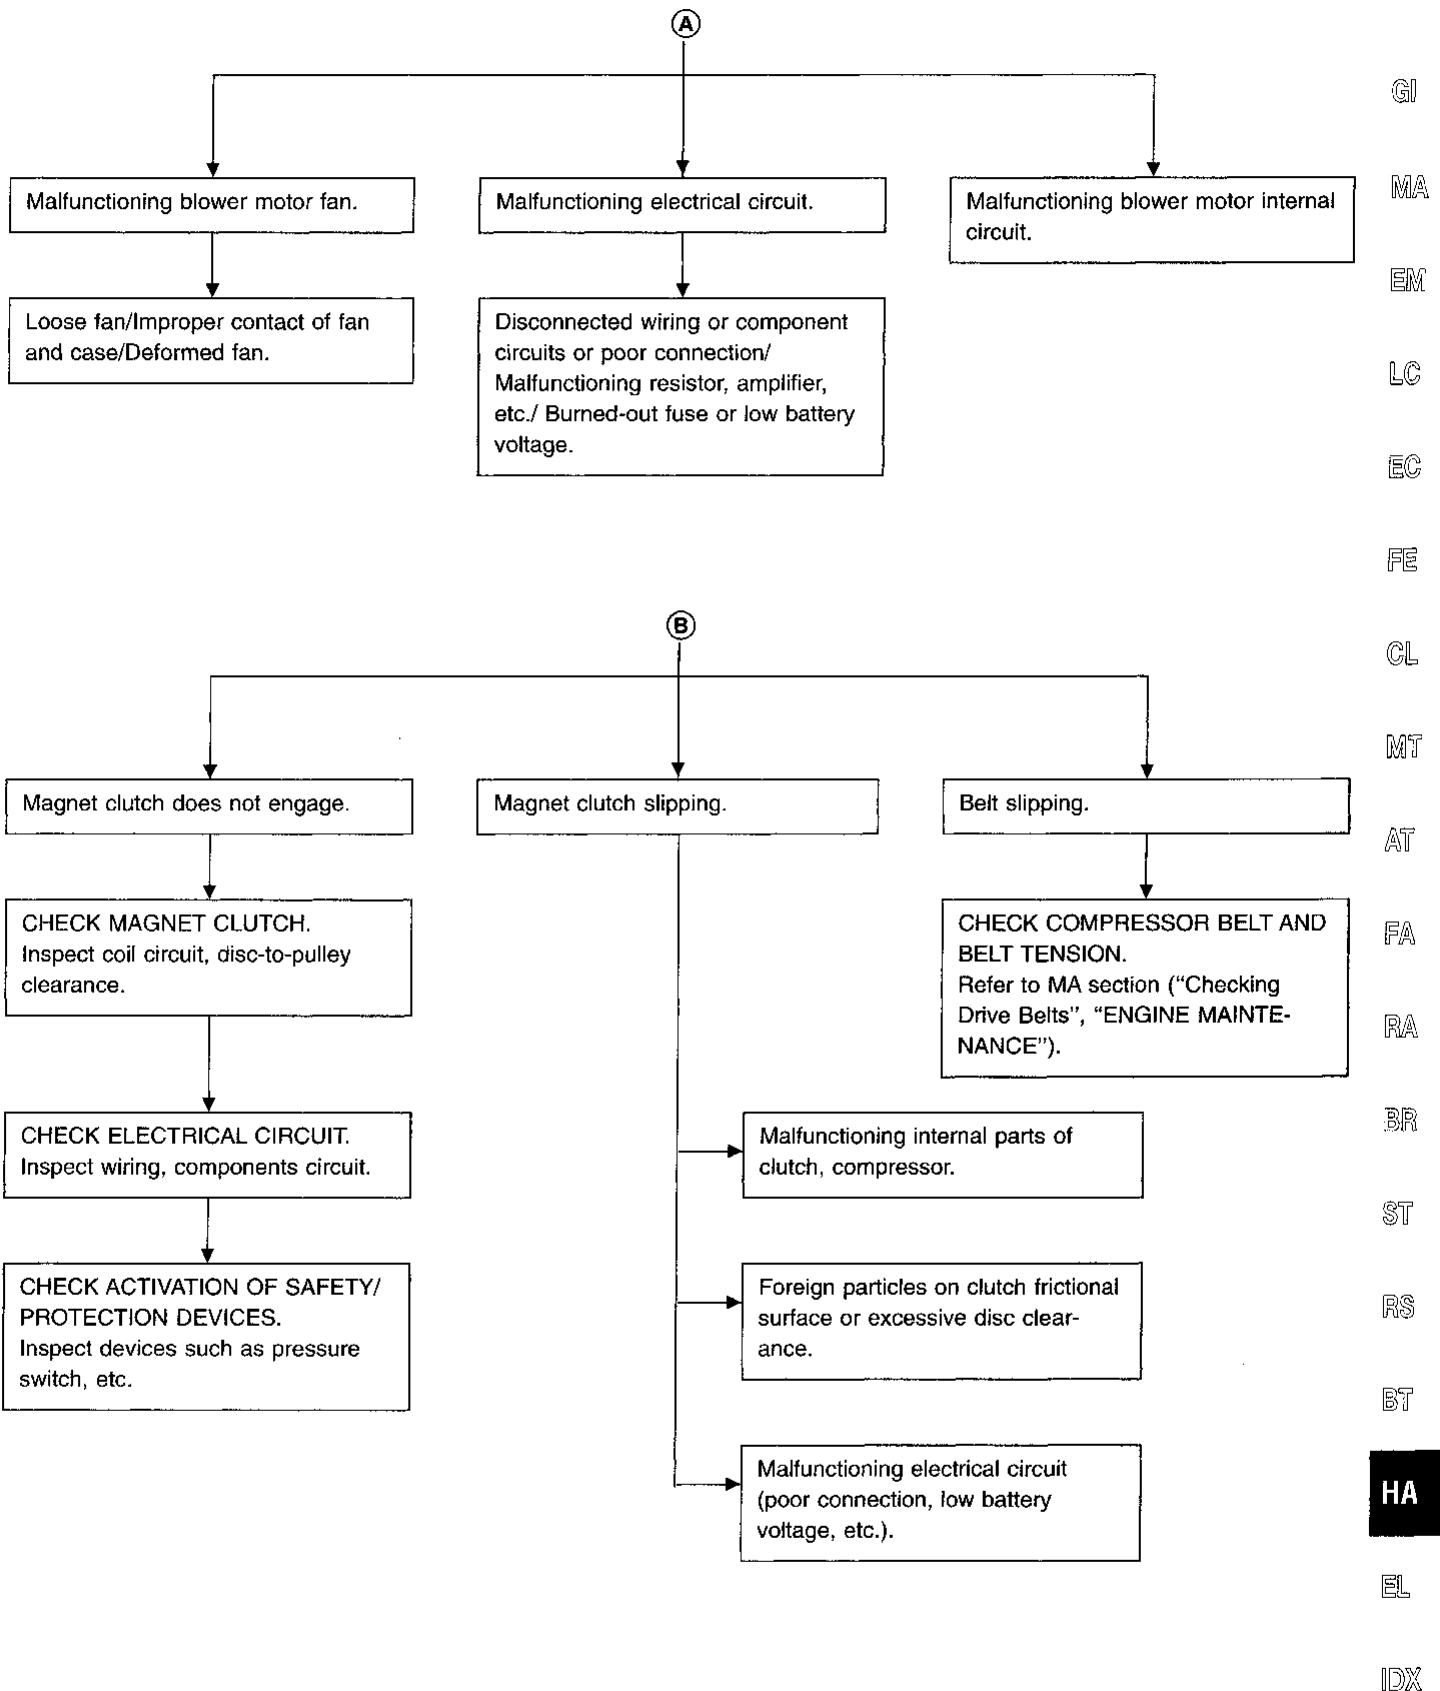 A
Malfunctioning blower motor fan.
Malfunctioning electrical circuit.
Malfunctioning blower motor internal
circuit.
Loose fan/Improper contact of fan
and case/Deformed fan.
Disconnected wiring or component
circuits or poor connection/
Malfunctioning resistor, amplifier,
etc./ Burned-out fuse or low battery
voltage.
B
Magnet clutch does not engage.
Magnet clutch slipping.
Belt slipping.
CHECK MAGNET CLUTCH.
Inspect coil circuit, disc-to-pulley
clearance.
CHECK COMPRESSOR BELT AND
BELT TENSION.
Refer to MA section (“Checking
Drive Belts”, “ENGINE MAINTE-
NANCE”).
CHECK ELECTRICAL CIRCUIT.
Inspect wiring, components circuit.
Malfunctioning internal parts of
clutch, compressor.
CHECK ACTIVATION OF SAFETY/
PROTECTION DEVICES.
Inspect devices such as pressure
switch, etc.
Foreign particles on clutch frictional
surface or excessive disc clear-
ance.
Malfunctioning electrical circuit
(poor connection, low battery
voltage, etc.).
GI
MA
EM
LC
EC
FE
CL
MT
AT
FA
RA
BR
ST
RS
BT
HA
EL
IDX